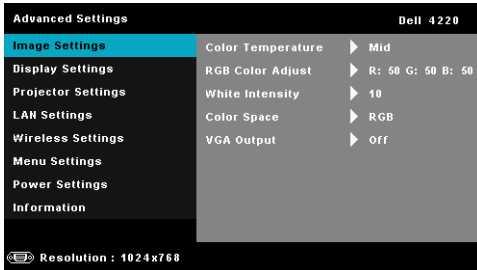 Advanced Settings Dell 4220
Image Settings Color Temperature Mid
Display Settings RGB Color Adjust R: 50 G: 50 B: 50
Projector Settings White Intensity 10
LAN Settings Color Space RGB
Wireless Settings VGA Output Off
Menu Settings
Power Settings
Information
Resolution : 1024x768